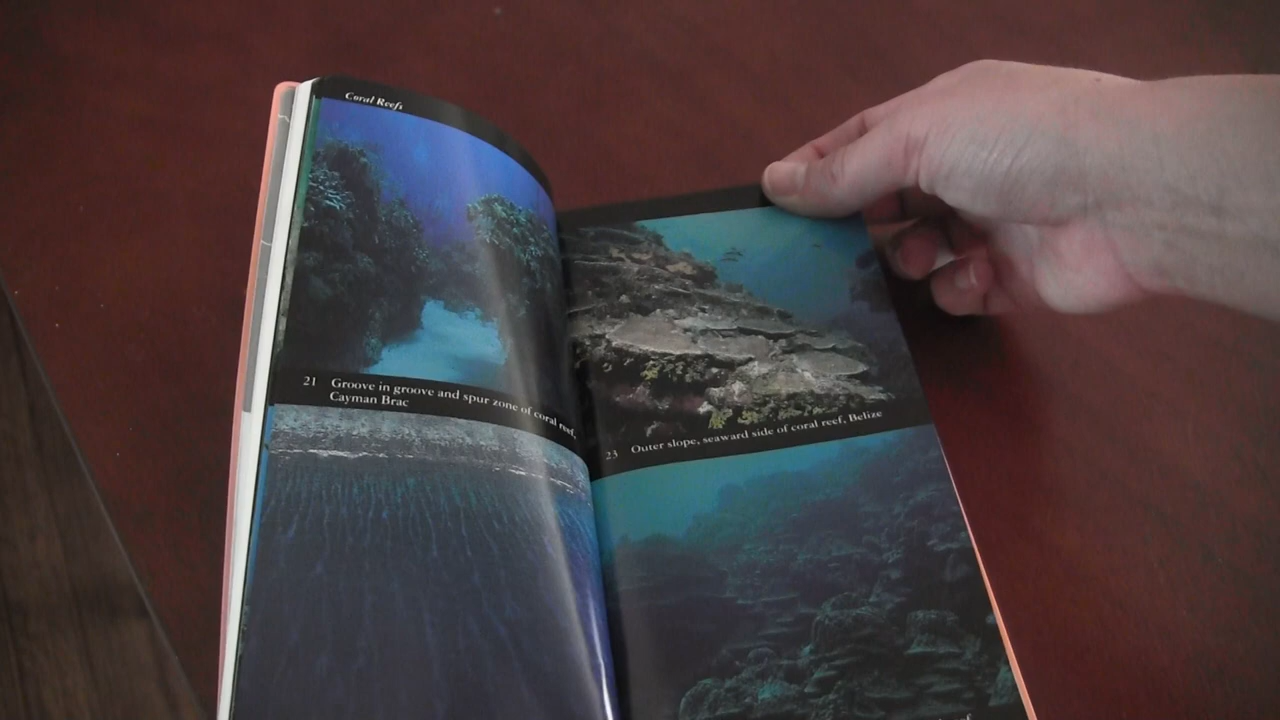 Coral Reefs
21 Groove in groove and spur zone of coral reef,
Cayman Brac
23 Outer slope, seaward side of coral reef, Belize